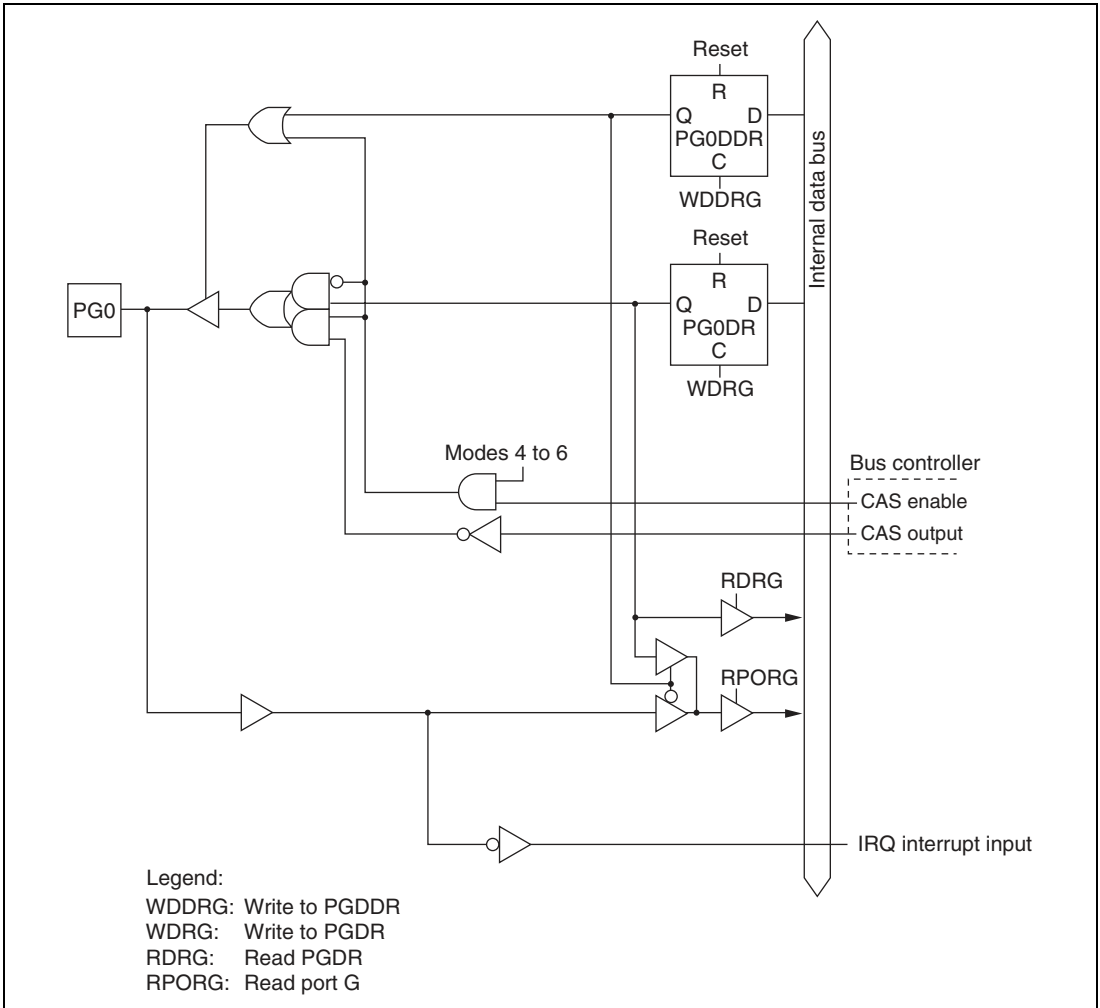 Reset
R
Q D
PG0DDR
C
WDDRG
Internal data bus
Reset
R
PG0
Q D
PG0DR
C
WDRG
Modes 4 to 6
Bus controller
CAS enable
CAS output
RDRG
RPORG
IRQ interrupt input
Legend:
WDDRG: Write to PGDDR
WDRG: Write to PGDR
RDRG: Read PGDR
RPORG: Read port G